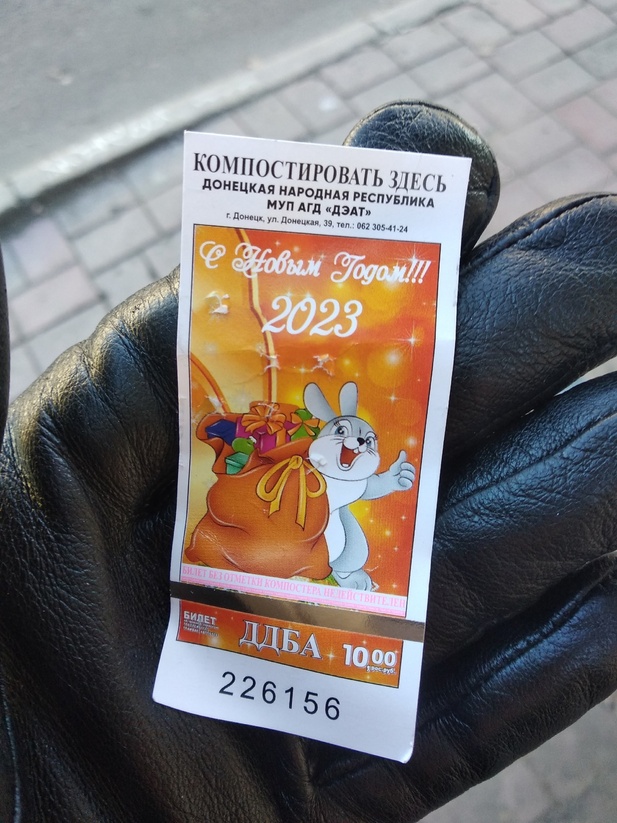 КОМПОСТИРОВАТЬ ЗДЕСЬ
ДОНЕЦКАЯ НАРОДНАЯ РЕСПУБЛИКА
МУП АГД «ДЭАТ»
г. Донецк, ул. Донецкая, 39, тел.: 062 305-41-24
С Новым Годом!!!
2023
БИЛЕТ БЕЗ ОТМЕТКИ КОМПОСТЕРА НЕДЕЙСТВИТЕЛЕН
БИЛЕТ
ДДБА
10 00
226156